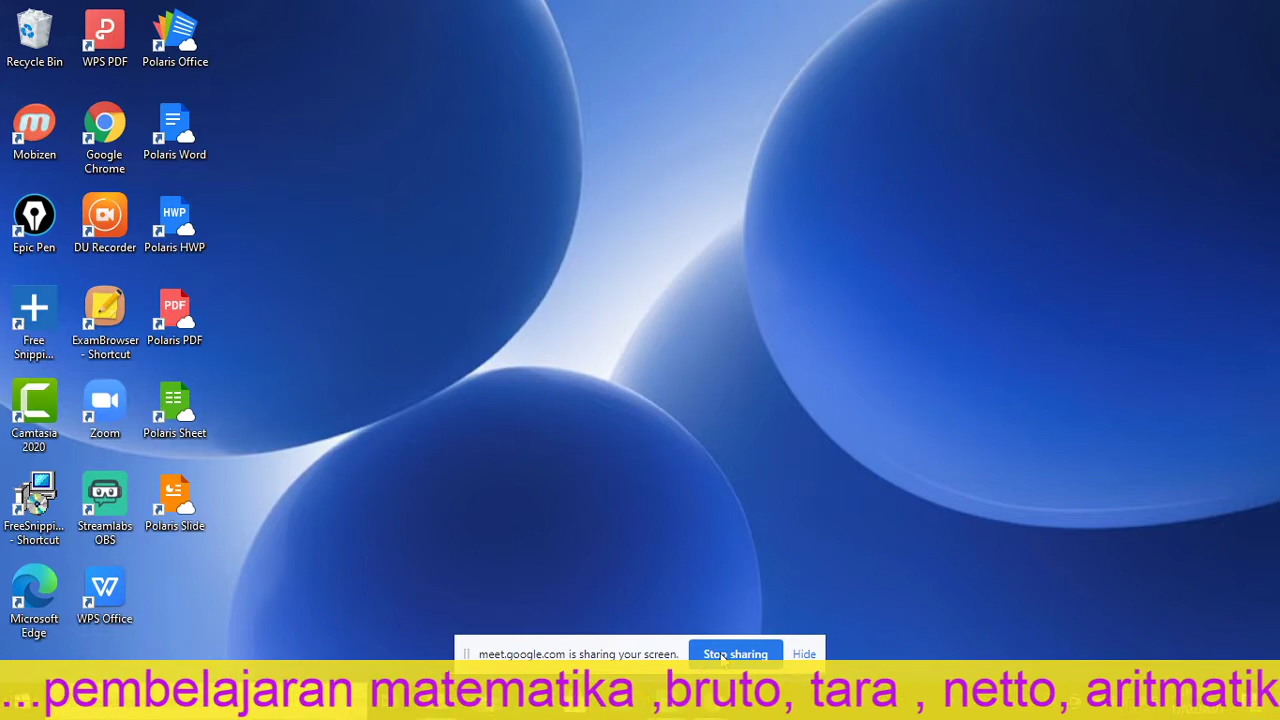 Recycle Bin
WPS PDF
Polaris Office
Mobizen
Google
Chrome
Polaris Word
Epic Pen
DU Recorder
HWP
Polaris HWP
Free
Snippi...
ExamBrowser
- Shortcut
PDF
Polaris PDF
Camtasia
2020
Zoom
Polaris Sheet
FreeSnippi...
- Shortcut
Streamlabs
OBS
Polaris Slide
Microsoft
Edge
WPS Office
meet.google.com is sharing your screen.
Stop sharing
Hide
...pembelajaran matematika ,bruto, tara , netto, aritmatik